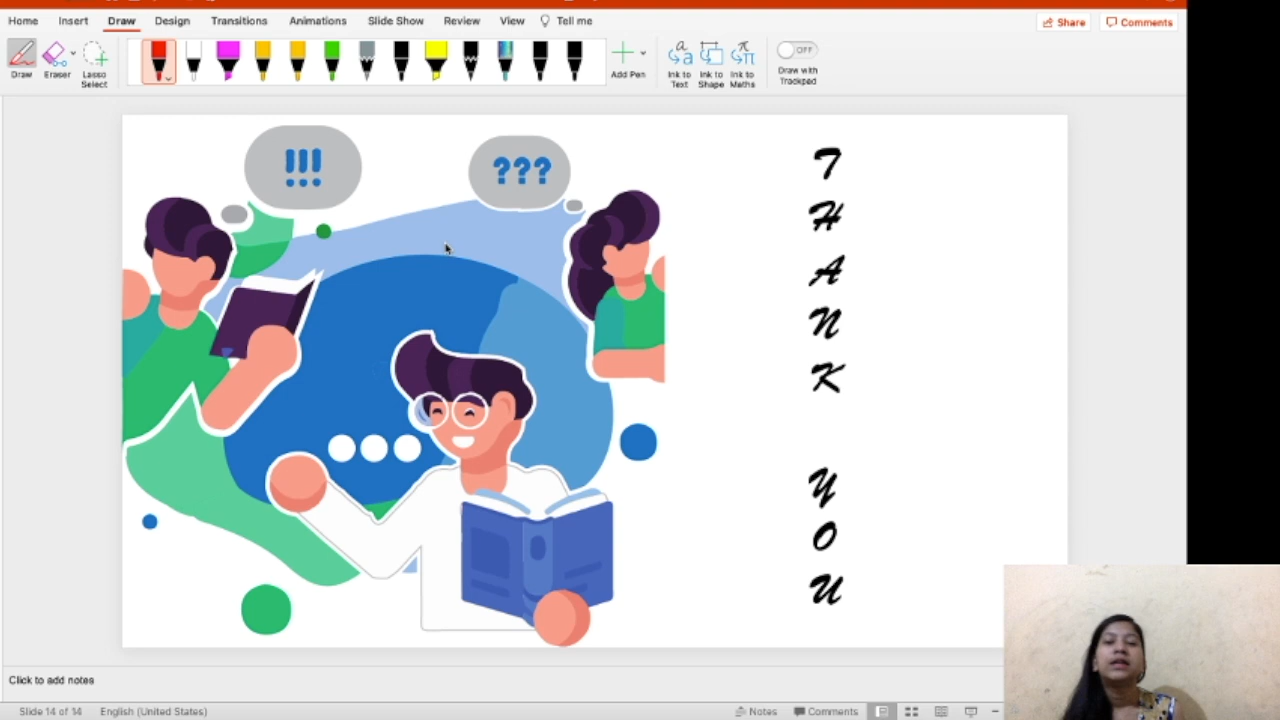 Home Insert Draw Design Transitions Animations Slide Show Review View Tell me Share Comments
Draw Eraser Lasso Select Add Pen Ink to Text Ink to Shape Ink to Maths OFF Draw with Trackpad
!!!
???
T
H
A
N
K
Y
O
U
Click to add notes
Slide 14 of 14 English (United States) Notes Comments